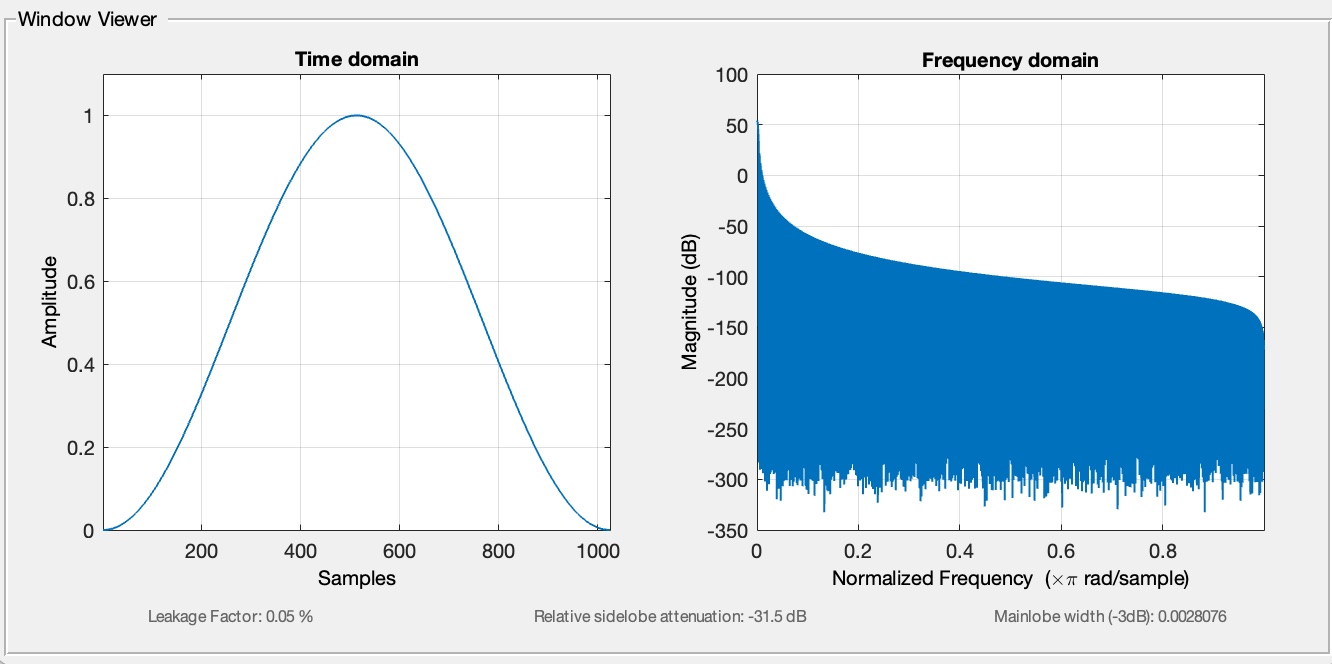 Window Viewer
Time domain
1
0.8
0.6
0.4
0.2
0
Amplitude
200 400 600 800 1000
Samples
Frequency domain
100
50
0
-50
-100
-150
-200
-250
-300
-350
Magnitude (dB)
0 0.2 0.4 0.6 0.8
Normalized Frequency (×π rad/sample)
Leakage Factor: 0.05 % Relative sidelobe attenuation: -31.5 dB Mainlobe width (-3dB): 0.0028076